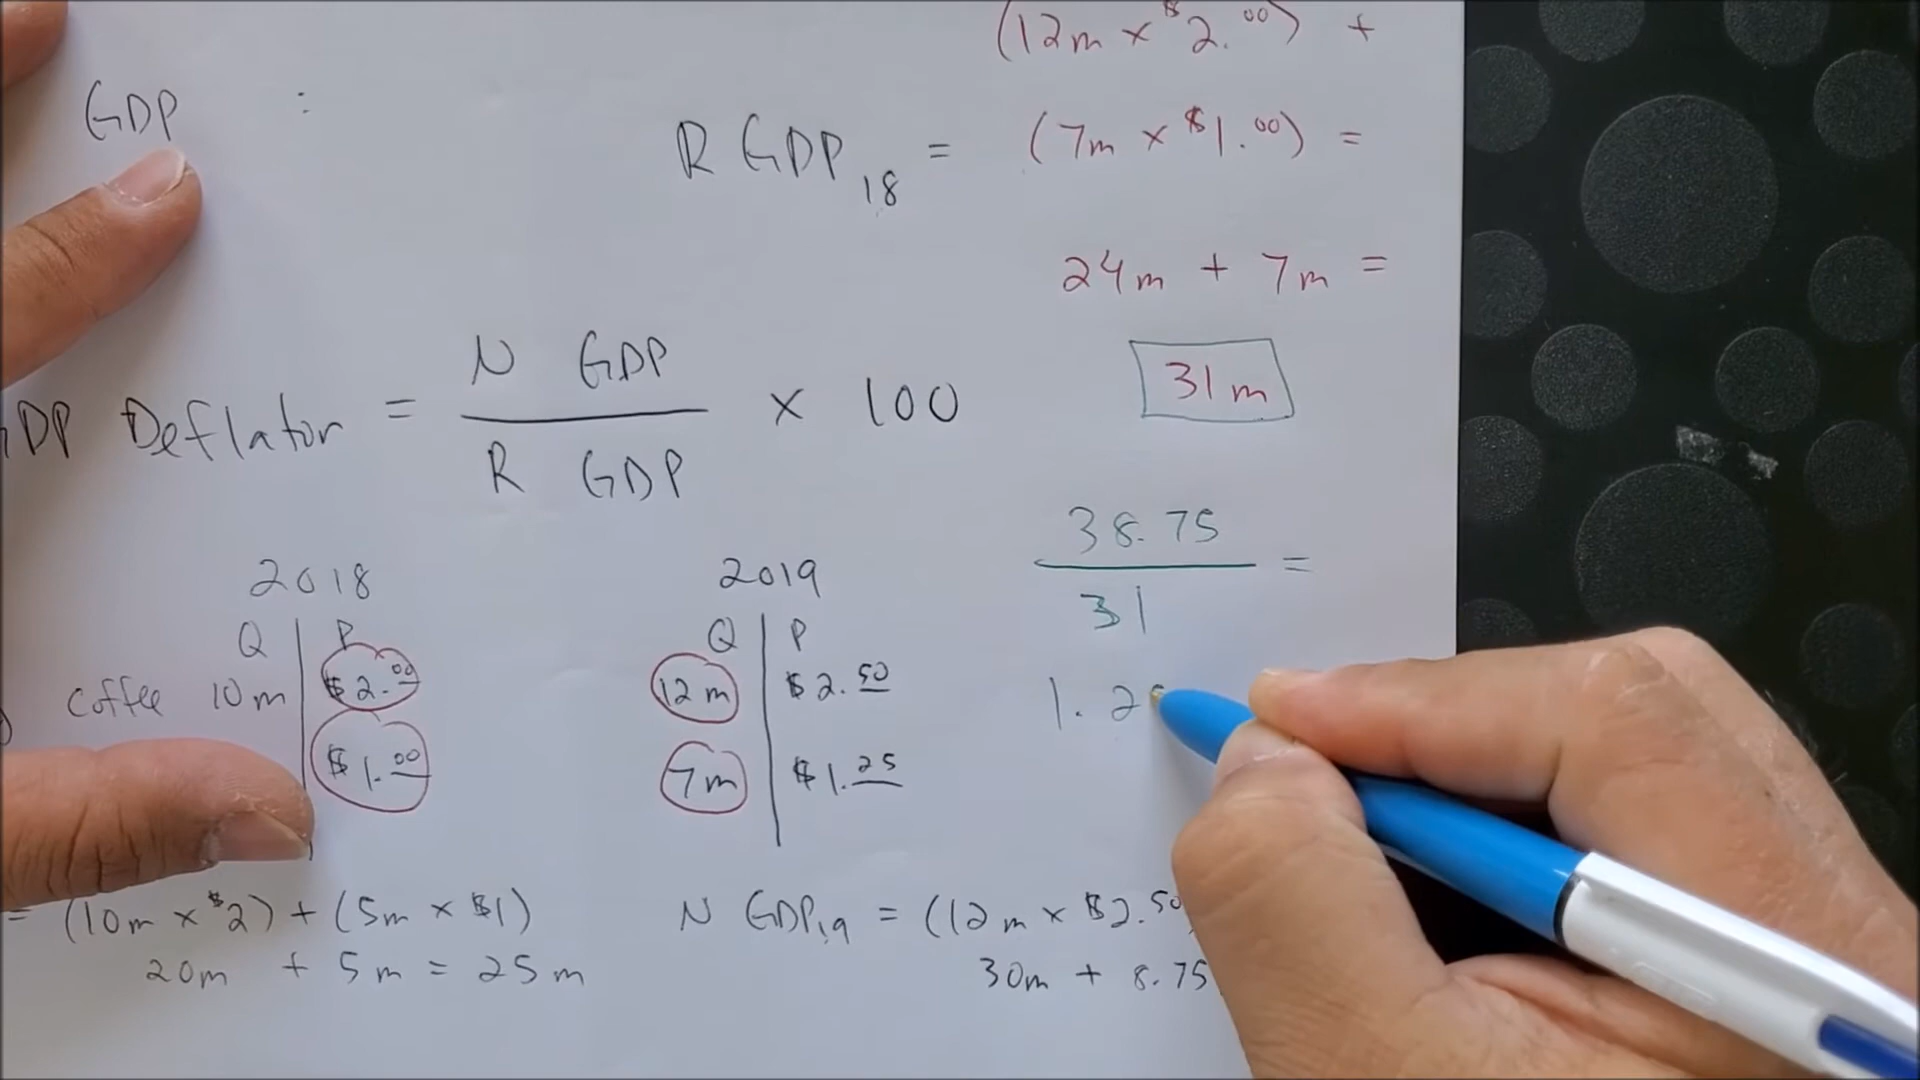 (12m x $2.00) +
GDP :
R GDP18 = (7m x $1.00) =
24m + 7m =
31m
N GDP
DP Deflator = x 100
R GDP
38.75
=
31
2018
2019
Q P
Q P
coffee 10m $2.00
12m $2.50
1.2
$1.00
7m $1.25
= (10m x $2) + (5m x $1)
20m + 5m = 25m
N GDP19 = (12m x $2.50
30m + 8.75